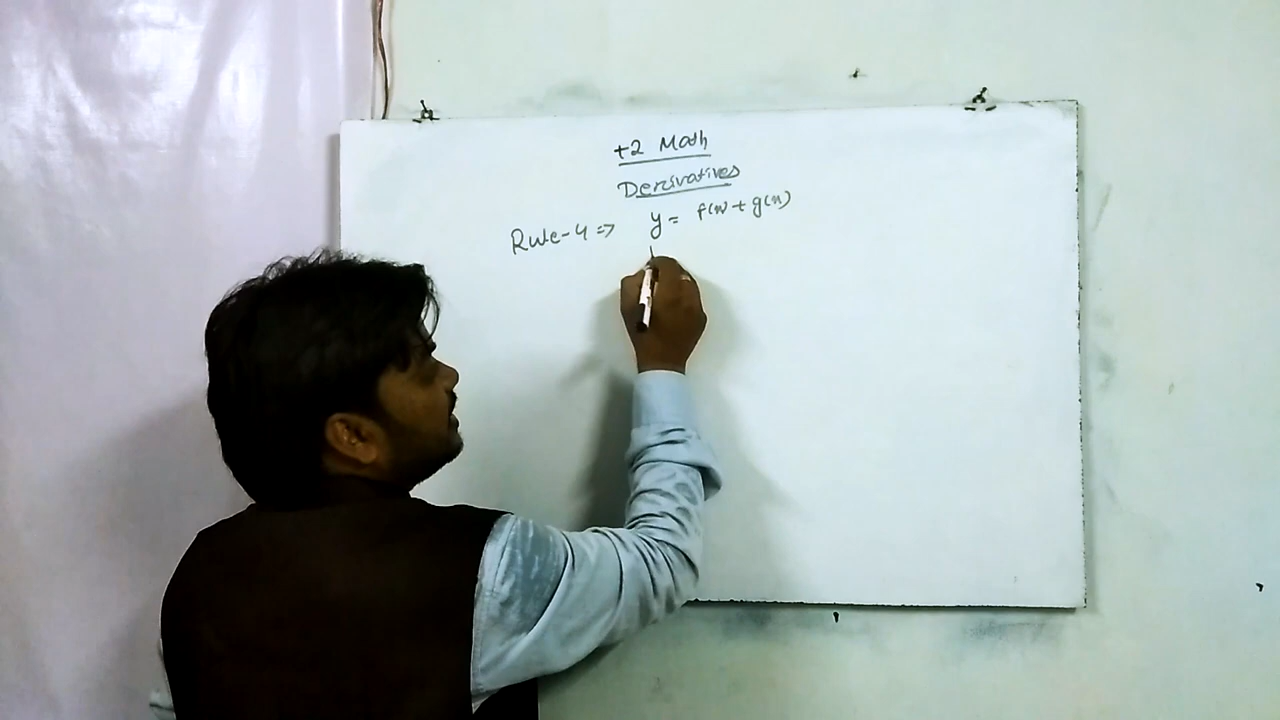 +2 Math
Derivatives
Rule-4 => y = f(x) + g(x)